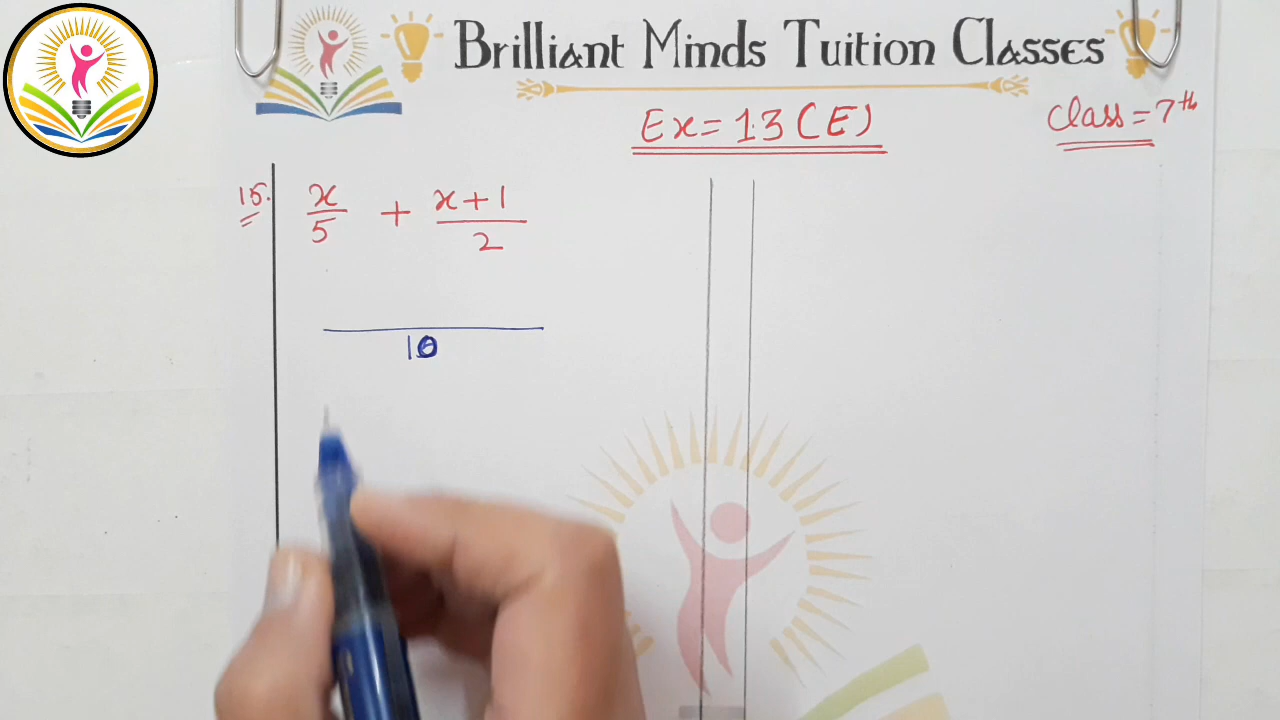 Brilliant Minds Tuition Classes
Ex = 13 (E)
Class = 7th
15. x/5 + x+1/2
10